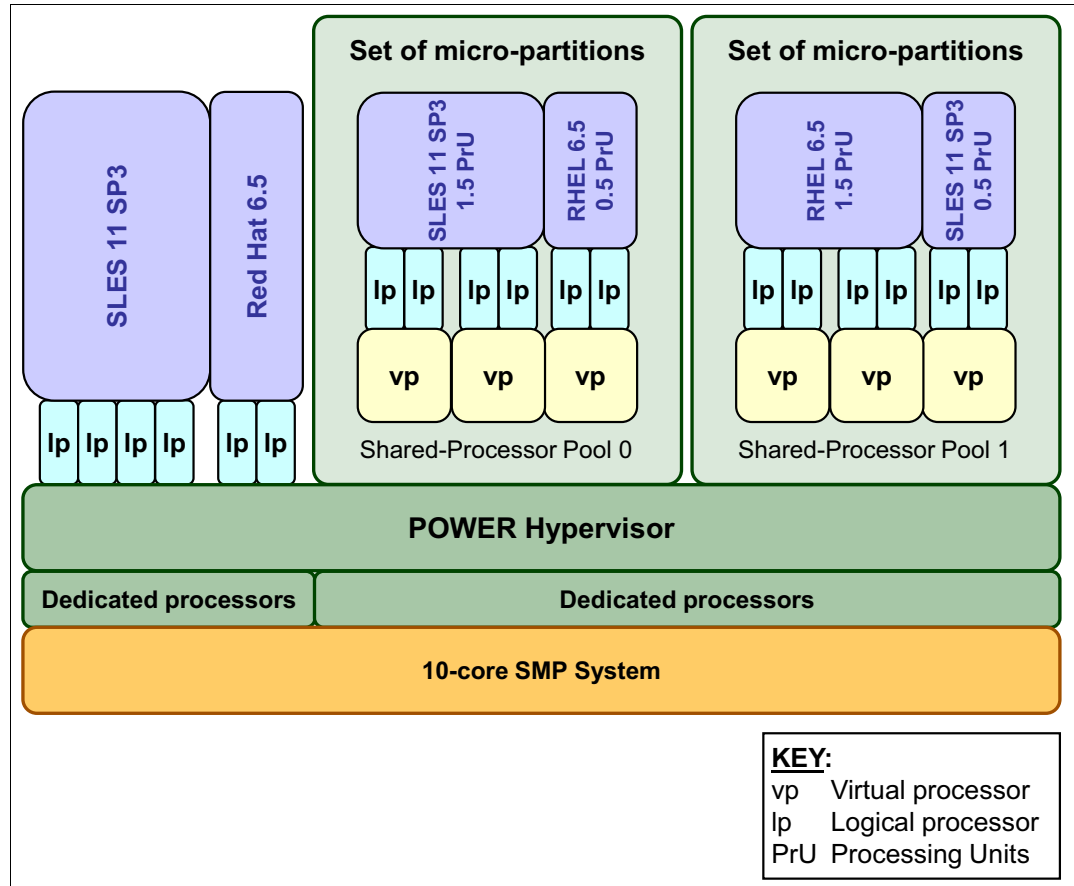 Set of micro-partitions
Set of micro-partitions
SLES 11 SP3
Red Hat 6.5
SLES 11 SP3
1.5 PrU
RHEL 6.5
0.5 PrU
RHEL 6.5
1.5 PrU
SLES 11 SP3
0.5 PrU
lp lp lp lp lp lp
lp lp lp lp lp lp
vp vp vp
vp vp vp
Shared-Processor Pool 0
Shared-Processor Pool 1
lp lp lp lp lp lp
POWER Hypervisor
Dedicated processors
Dedicated processors
10-core SMP System
KEY:
vp Virtual processor
lp Logical processor
PrU Processing Units